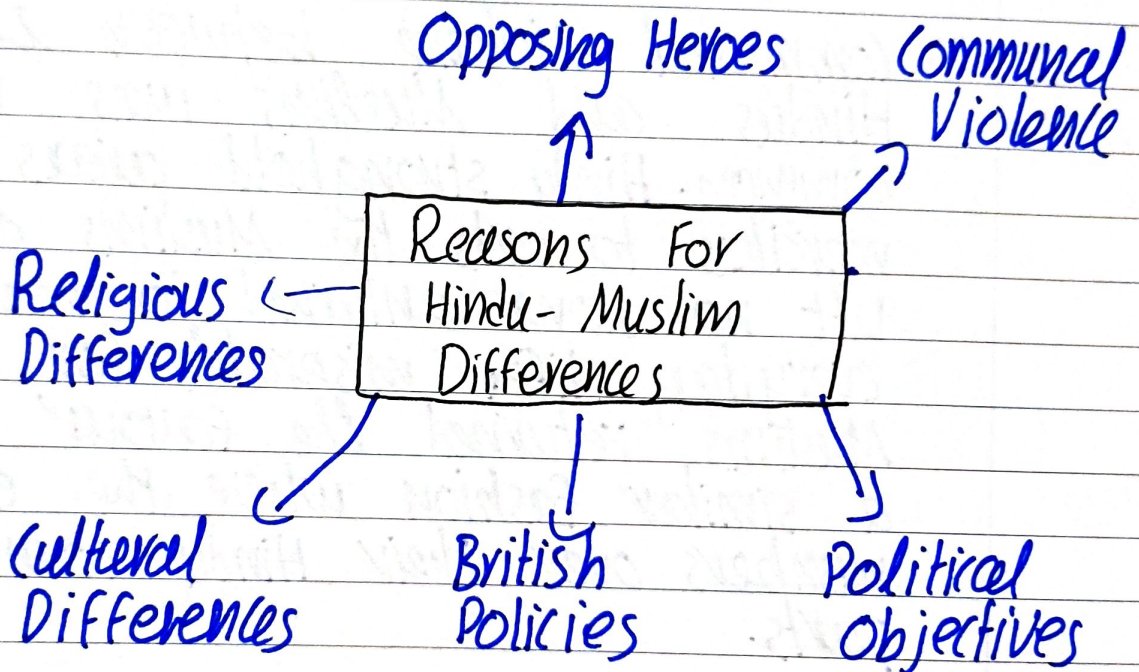 Opposing Heroes
Communal
Violence
Reasons For
Hindu- Muslim
Differences
Religious
Differences
Cultural
Differences
British
Policies
Political
Objectives